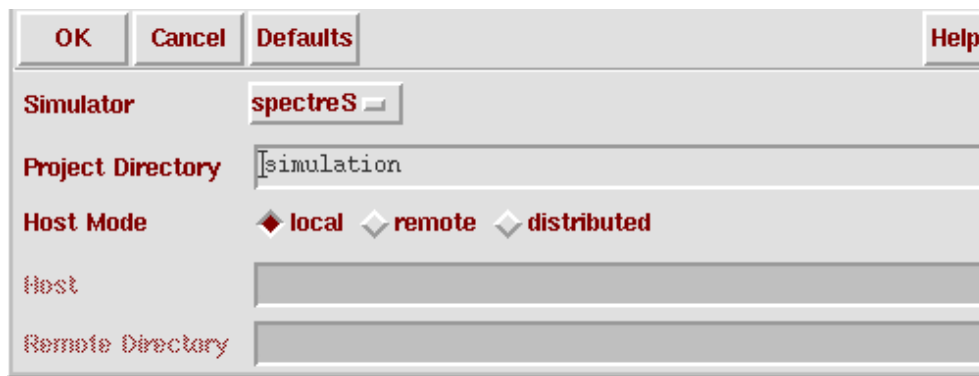 OK Cancel Defaults Help
Simulator spectreS
Project Directory simulation
Host Mode local remote distributed
Host
Remote Directory